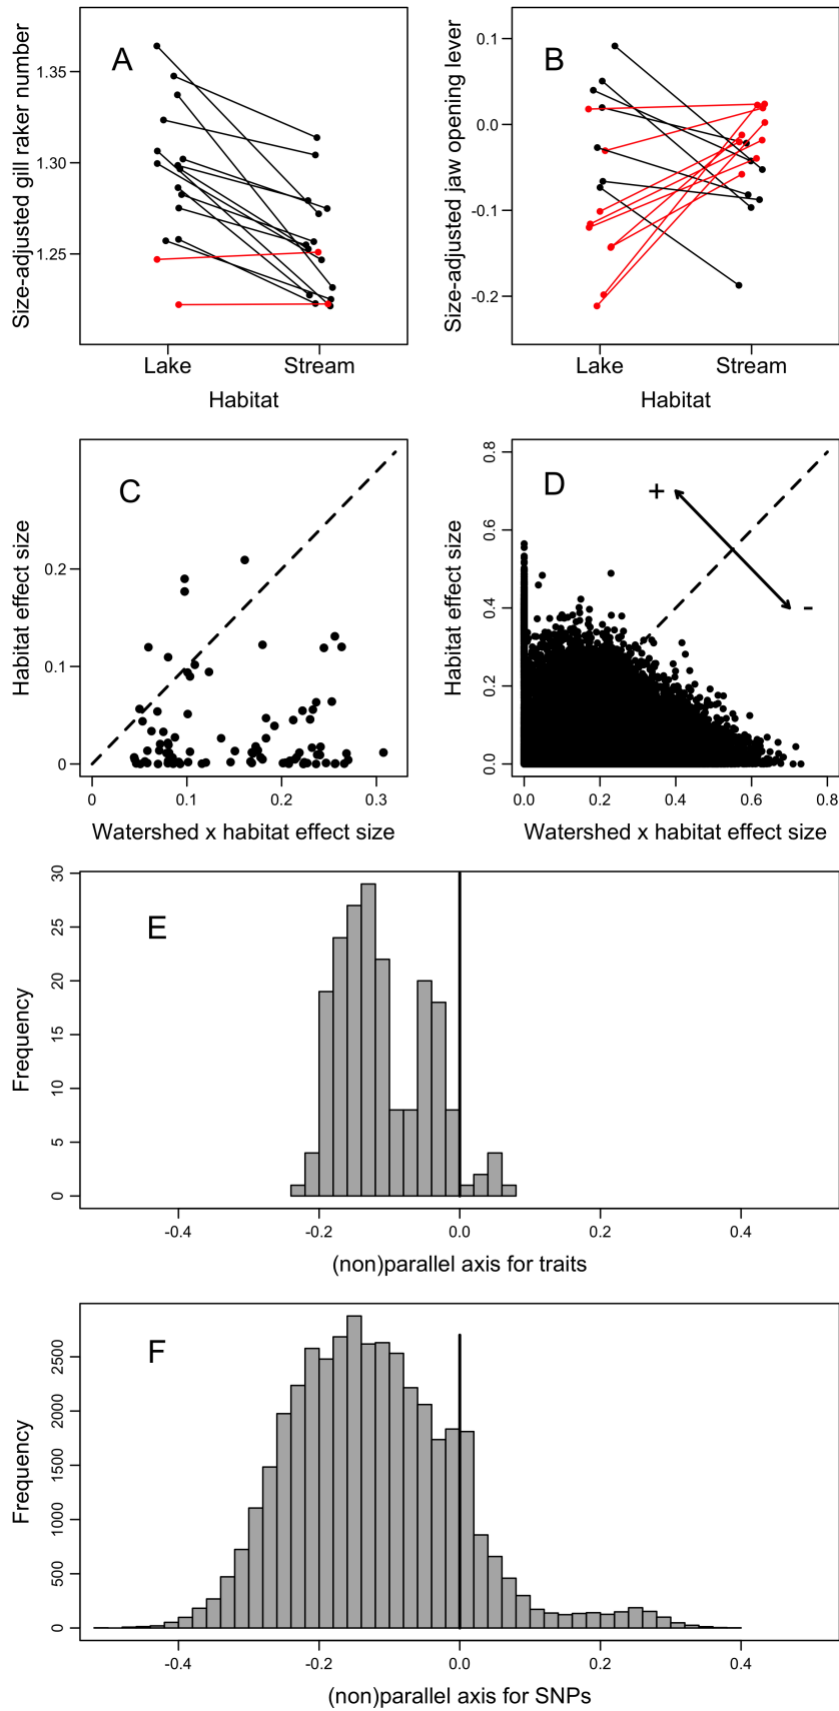 A
Size-adjusted gill raker number
1.35
1.30
1.25
Lake
Stream
Habitat
B
Size-adjusted jaw opening lever
0.1
0.0
-0.1
-0.2
Lake
Stream
Habitat
C
Habitat effect size
0.2
0.1
0
0
0.1
0.2
0.3
Watershed x habitat effect size
D
+
-
Habitat effect size
0.8
0.6
0.4
0.2
0.0
0.0
0.2
0.4
0.6
0.8
Watershed x habitat effect size
E
Frequency
30
25
20
15
10
5
0
-0.4
-0.2
0.0
0.2
0.4
(non)parallel axis for traits
F
Frequency
2500
2000
1500
1000
500
0
-0.4
-0.2
0.0
0.2
0.4
(non)parallel axis for SNPs